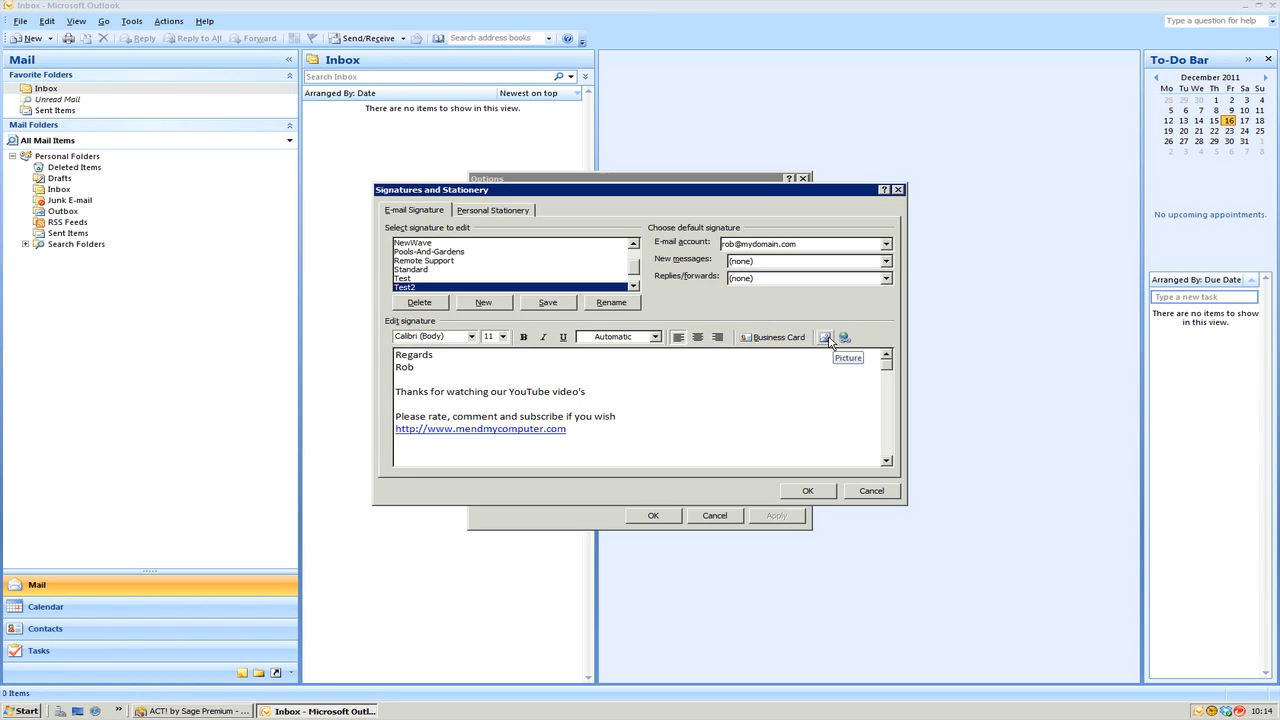 Inbox - Microsoft Outlook
File Edit View Go Tools Actions Help
Type a question for help
New Reply Reply to All Forward Send/Receive Search address books
Mail
Favorite Folders
Inbox
Unread Mail
Sent Items
Mail Folders
All Mail Items
Personal Folders
Deleted Items
Drafts
Inbox
Junk E-mail
Outbox
RSS Feeds
Sent Items
Search Folders
Mail
Calendar
Contacts
Tasks
Inbox
Search Inbox
Arranged By: Date Newest on top
There are no items to show in this view.
Options
Signatures and Stationery
E-mail Signature Personal Stationery
Select signature to edit
NewWave
Pools-And-Gardens
Remote Support
Standard
Test
Test2
Delete New Save Rename
Choose default signature
E-mail account: rob@mydomain.com
New messages: (none)
Replies/forwards: (none)
Edit signature
Calibri (Body) 11 B I U Automatic Business Card
Picture
Regards
Rob
Thanks for watching our YouTube video's
Please rate, comment and subscribe if you wish
http://www.mendmycomputer.com
OK Cancel
OK Cancel Apply
To-Do Bar
December 2011
Mo Tu We Th Fr Sa Su
28 29 30 1 2 3 4
5 6 7 8 9 10 11
12 13 14 15 16 17 18
19 20 21 22 23 24 25
26 27 28 29 30 31 1
2 3 4 5 6 7 8
No upcoming appointments.
Arranged By: Due Date
Type a new task
There are no items to show in this view.
0 Items
Start ACT! by Sage Premium - ... Inbox - Microsoft Outl... 10:14